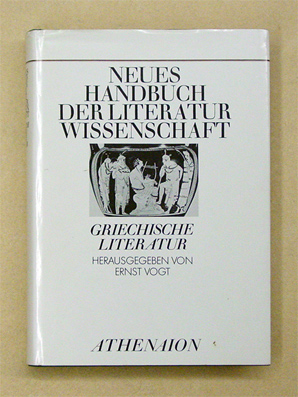 NEUES
HANDBUCH
DER LITERATUR
WISSENSCHAFT
GRIECHISCHE
LITERATUR
HERAUSGEGEBEN VON
ERNST VOGT
ATHENAION